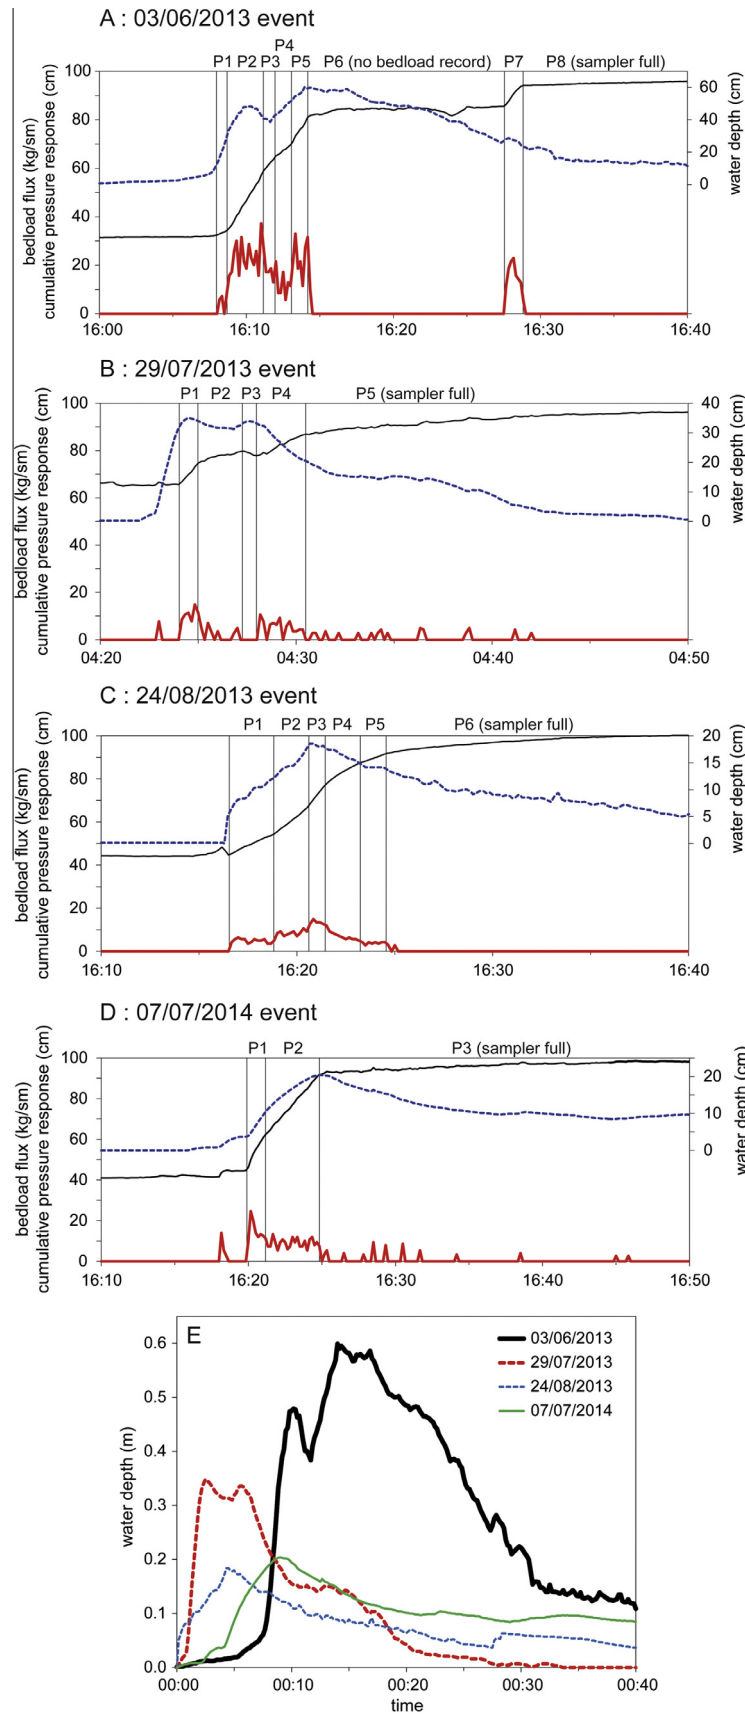 A : 03/06/2013 event
P4
P1 P2 P3 P5 P6 (no bedload record) P7 P8 (sampler full)
bedload flux (kg/sm)
cumulative pressure response (cm)
100
80
60
40
20
0
60
40
20
0
water depth (cm)
16:00 16:10 16:20 16:30 16:40
B : 29/07/2013 event
P1 P2 P3 P4 P5 (sampler full)
bedload flux (kg/sm)
cumulative pressure response (cm)
100
80
60
40
20
0
40
30
20
10
0
water depth (cm)
04:20 04:30 04:40 04:50
C : 24/08/2013 event
P1 P2 P3 P4 P5 P6 (sampler full)
bedload flux (kg/sm)
cumulative pressure response (cm)
100
80
60
40
20
0
20
15
10
5
0
water depth (cm)
16:10 16:20 16:30 16:40
D : 07/07/2014 event
P1 P2 P3 (sampler full)
bedload flux (kg/sm)
cumulative pressure response (cm)
100
80
60
40
20
0
20
10
0
water depth (cm)
16:10 16:20 16:30 16:40 16:50
E
03/06/2013
29/07/2013
24/08/2013
07/07/2014
water depth (m)
0.6
0.5
0.4
0.3
0.2
0.1
0.0
00:00 00:10 00:20 00:30 00:40
time